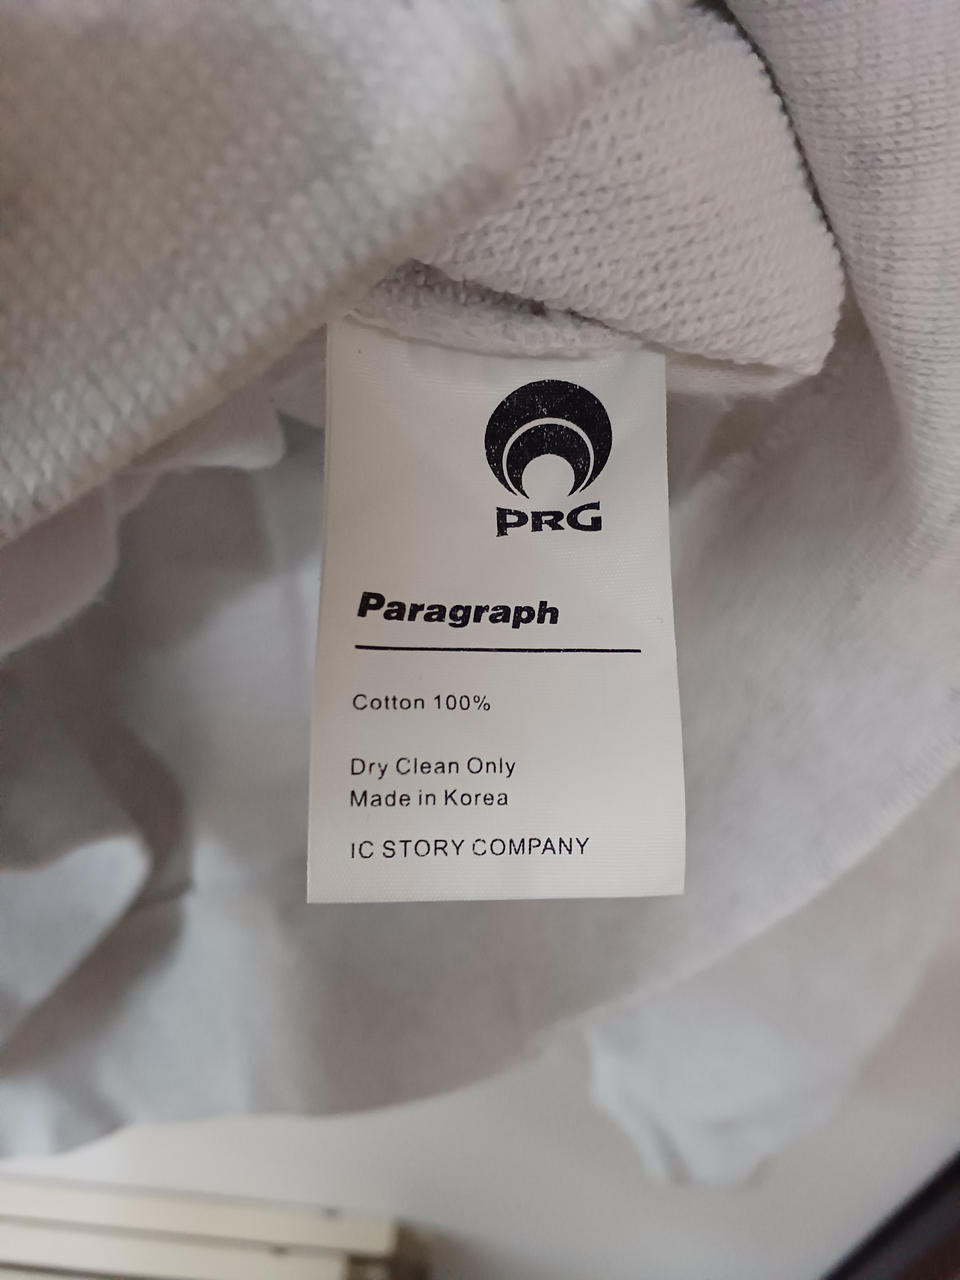 PRG
Paragraph
Cotton 100%
Dry Clean Only
Made in Korea
IC STORY COMPANY